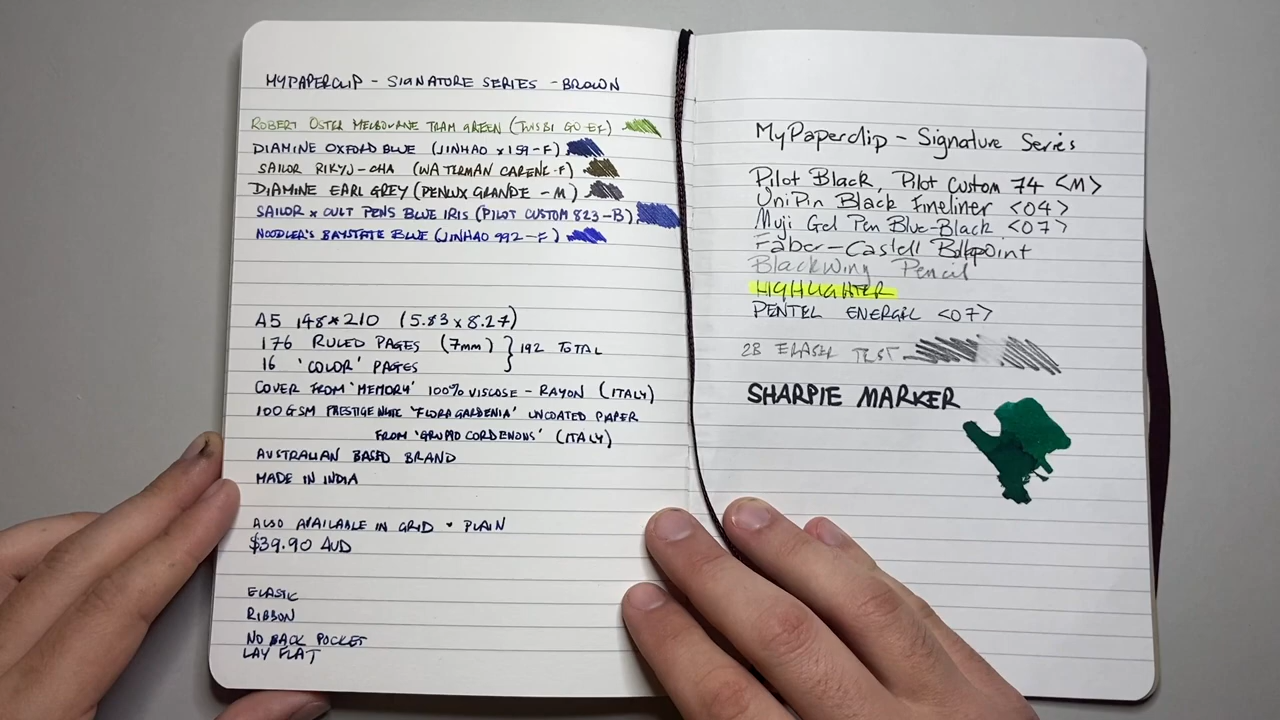 MYPAPERCLIP - SIGNATURE SERIES - BROWN
ROBERT OSTER MELBOURNE TRAM GREEN (TWSBI GO EF)
DIAMINE OXFORD BLUE (JINHAO X159-F)
SAILOR RIKYU-CHA (WATERMAN CARENE-F)
DIAMINE EARL GREY (PENLUX GRANDE - M)
SAILOR x CULT PENS BLUE IRIS (PILOT CUSTOM 823-B)
NOODLER'S BAYSTATE BLUE (JINHAO 992-F)
A5 148*210 (5.83 x 8.27)
176 RULED PAGES (7mm) } 192 TOTAL
16 'COLOR' PAGES
COVER FROM 'MEMORY' 100% VISCOSE - RAYON (ITALY)
100 GSM PRESTIGE 'FLORA GARDENIA' UNCOATED PAPER
FROM 'GRUPPO CORDENONS' (ITALY)
AUSTRALIAN BASED BRAND
MADE IN INDIA
ALSO AVAILABLE IN GRID + PLAIN
$39.90 AUD
ELASTIC
RIBBON
NO BACK POCKET
LAY FLAT
MyPaperclip - Signature Series
Pilot Black, Pilot Custom 74 <M>
UniPin Black Fineliner <04>
Muji Gel Pen Blue-Black <07>
Faber-Castell Ballpoint
Blackwing Pencil
HIGHLIGHTER
PENTEL ENERGEL <07>
2B ERASER TEST
SHARPIE MARKER